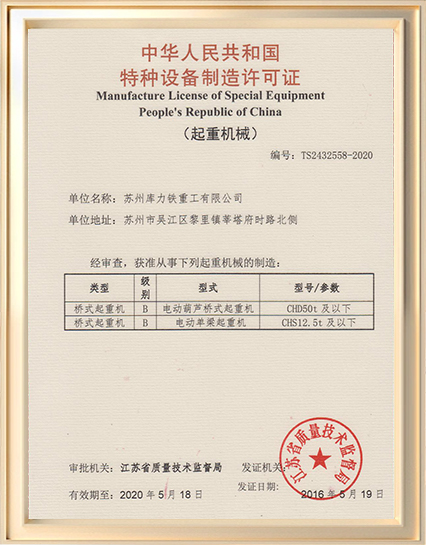 中华人民共和国
特种设备制造许可证
Manufacture License of Special Equipment
People's Republic of China
(起重机械)
编号: TS2432558-2020
单位名称: 苏州库力铁重工有限公司
单位地址: 苏州市吴江区黎里镇莘塔府时路北侧
经审查, 获准从事下列起重机械的制造:
类型 级别 型式 型号/参数
桥式起重机 B 电动葫芦桥式起重机 CHD50t 及以下
桥式起重机 B 电动单梁起重机 CHS12.5t 及以下
审批机关: 江苏省质量技术监督局 发证机关:
江苏省质量技术监督局
有效期至: 2020 年 5 月 18 日 发证日期: 2016 年 5 月 19 日